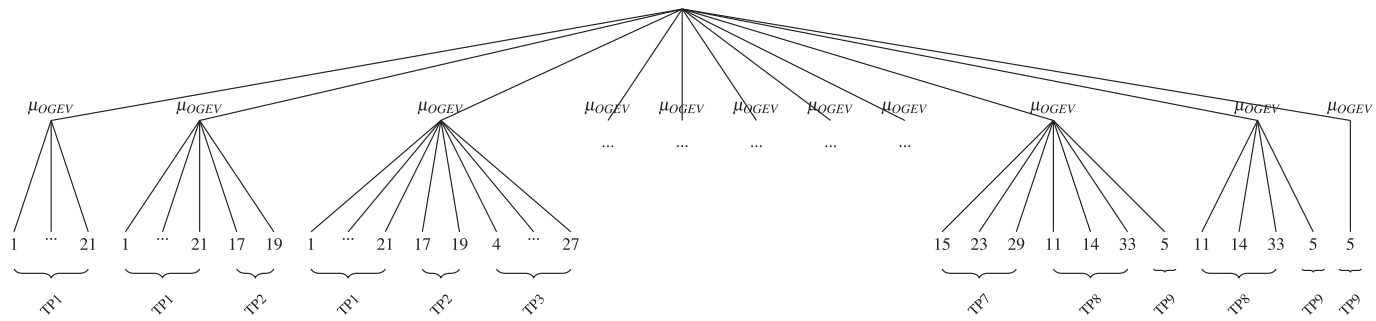 μOGEV μOGEV μOGEV μOGEV μOGEV μOGEV μOGEV μOGEV μOGEV μOGEV μOGEV
... ... ... ... ...
1 ... 21 1 ... 21 17 19 1 ... 21 17 19 4 ... 27 15 23 29 11 14 33 5 11 14 33 5 5
TP1 TP1 TP2 TP1 TP2 TP3 TP7 TP8 TP9 TP8 TP9 TP9